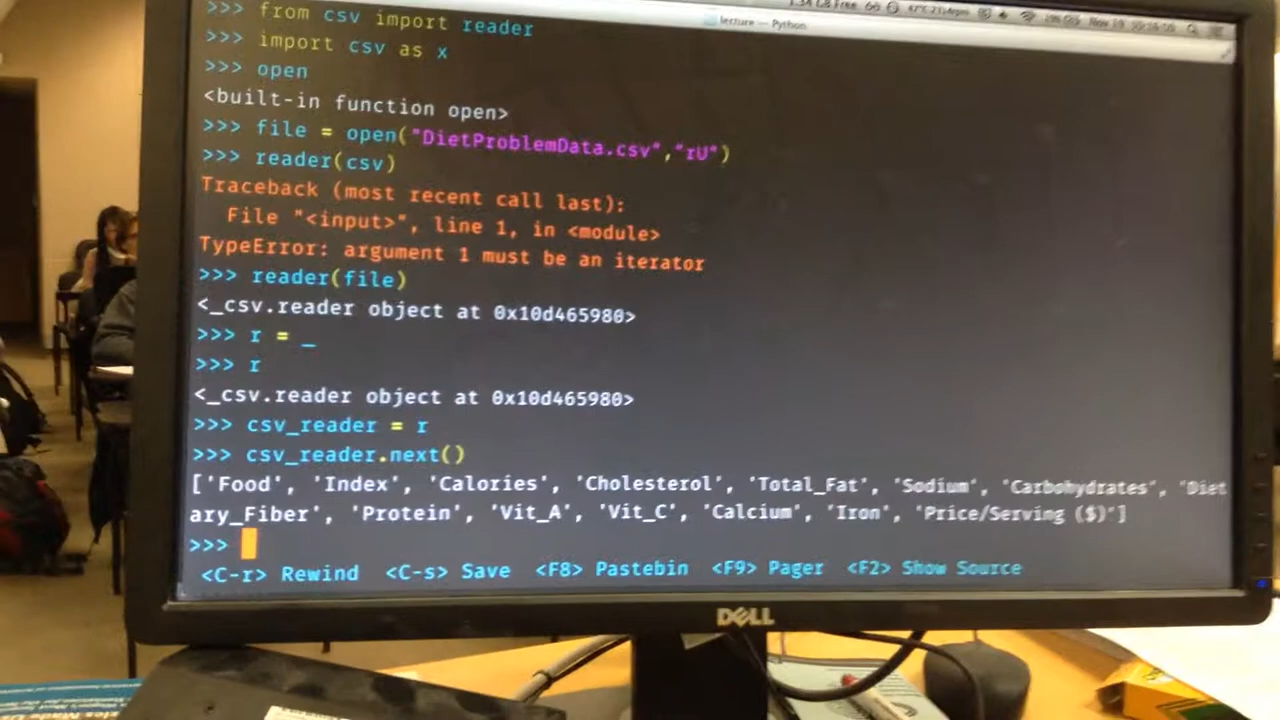 lecture — Python
>>> from csv import reader
>>> import csv as x
>>> open
<built-in function open>
>>> file = open("DietProblemData.csv","rU")
>>> reader(csv)
Traceback (most recent call last):
File "<input>", line 1, in <module>
TypeError: argument 1 must be an iterator
>>> reader(file)
<_csv.reader object at 0x10d465980>
>>> r = _
>>> r
<_csv.reader object at 0x10d465980>
>>> csv_reader = r
>>> csv_reader.next()
['Food', 'Index', 'Calories', 'Cholesterol', 'Total_Fat', 'Sodium', 'Carbohydrates', 'Diet
ary_Fiber', 'Protein', 'Vit_A', 'Vit_C', 'Calcium', 'Iron', 'Price/Serving ($)']
>>>
<C-r> Rewind <C-s> Save <F8> Pastebin <F9> Pager <F2> Show Source
DELL